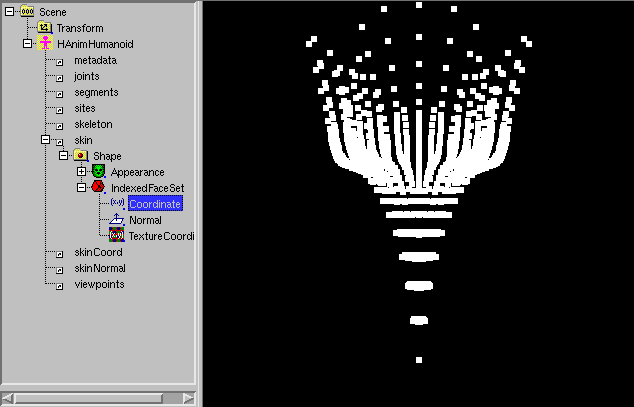 Scene
Transform
HAnimHumanoid
metadata
joints
segments
sites
skeleton
skin
Shape
Appearance
IndexedFaceSet
Coordinate
Normal
TextureCoordi
skinCoord
skinNormal
viewpoints